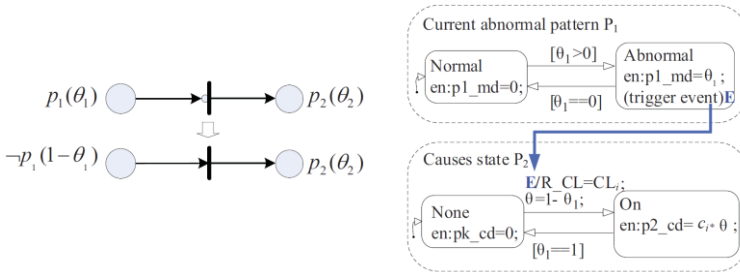 p₁(θ₁)
p₂(θ₂)
¬p₁(1−θ₁)
p₂(θ₂)
Current abnormal pattern P₁
Normal
en:p1_md=0;
[θ₁>0]
[θ₁==0]
Abnormal
en:p1_md=θ₁;
(trigger event)E
Causes state P₂
E/R_CL=CLᵢ;
θ=1- θ₁;
None
en:pk_cd=0;
[θ₁==1]
On
en:p2_cd= cᵢ* θ ;